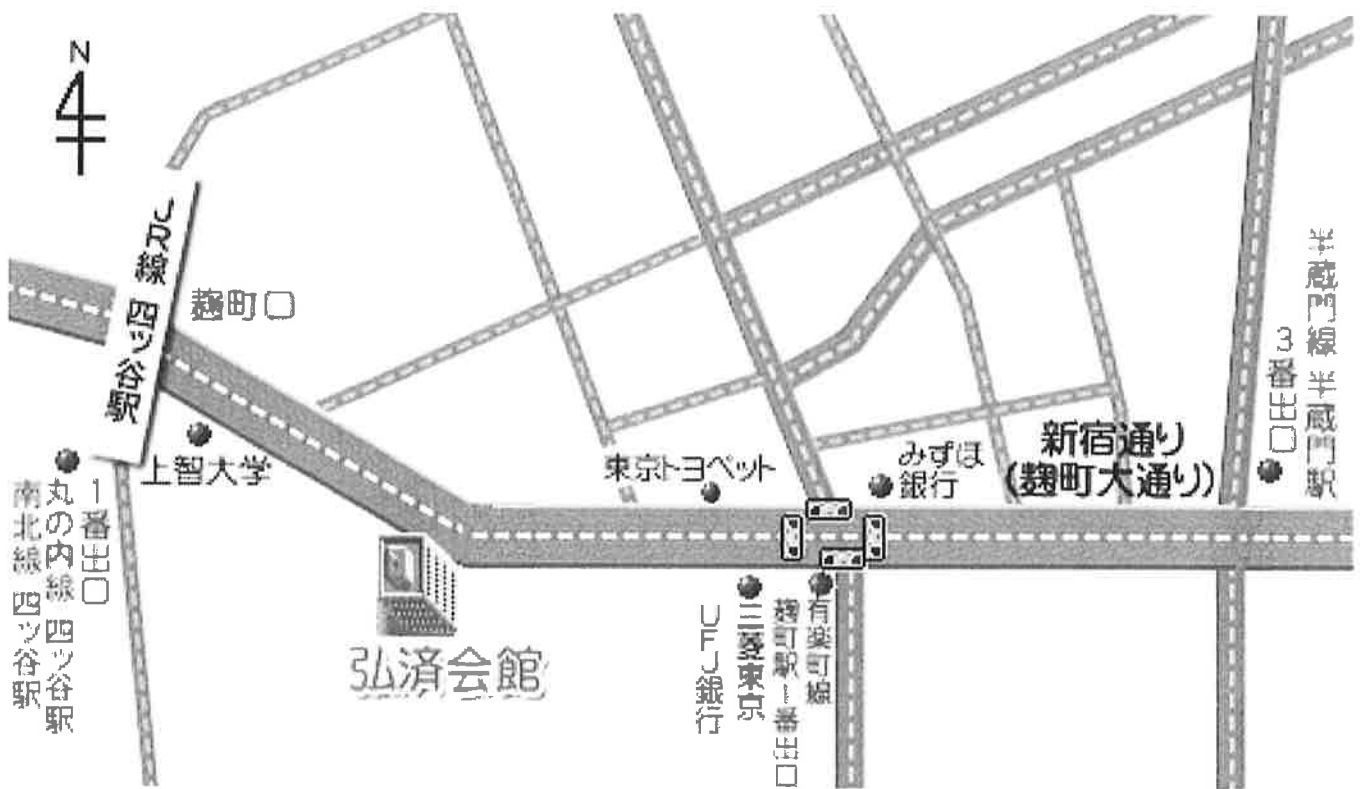 N
JR線 四ツ谷駅
麹町口
上智大学
1番出口
丸の内線 四ツ谷駅
南北線 四ツ谷駅
弘済会館
東京トヨペット
みずほ
銀行
新宿通り
(麹町大通り)
半蔵門線 半蔵門駅
3番出口
有楽町線
麹町駅1番出口
三菱東京
UFJ銀行